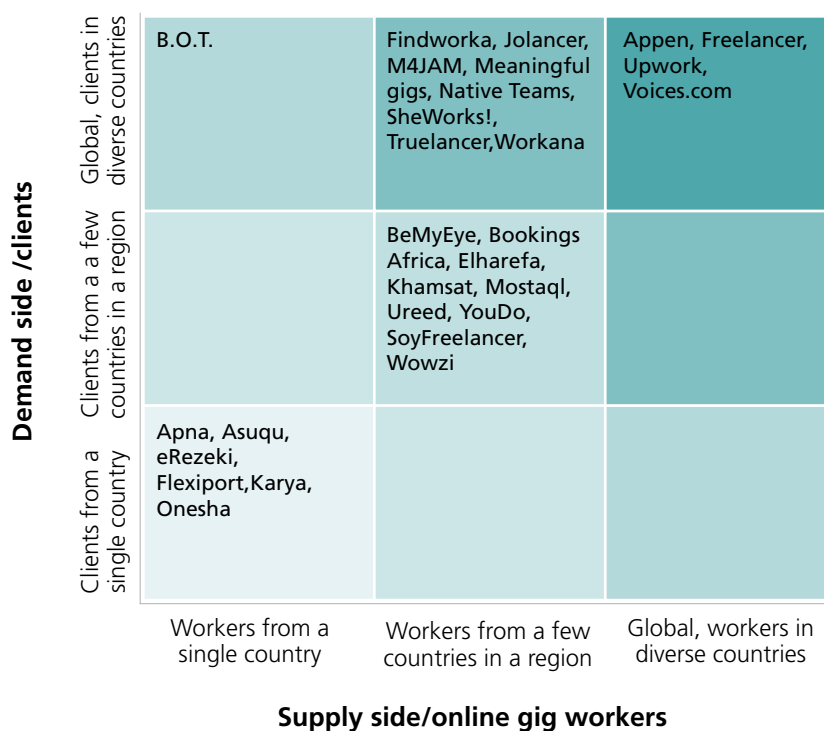 Demand side /clients
Global, clients in
diverse countries
B.O.T.
Findworka, Jolancer,
M4JAM, Meaningful
gigs, Native Teams,
SheWorks!,
Truelancer,Workana
Appen, Freelancer,
Upwork,
Voices.com
Clients from a a few
countries in a region
BeMyEye, Bookings
Africa, Elharefa,
Khamsat, Mostaql,
Ureed, YouDo,
SoyFreelancer,
Wowzi
Clients from a
single country
Apna, Asuqu,
eRezeki,
Flexiport,Karya,
Onesha
Workers from a
single country
Workers from a few
countries in a region
Global, workers in
diverse countries
Supply side/online gig workers